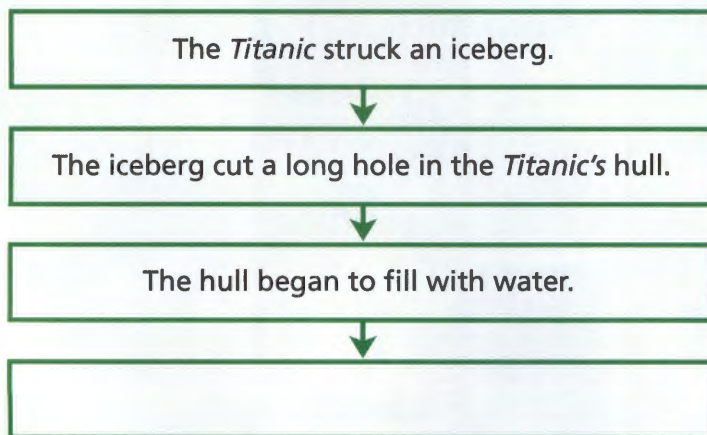 The Titanic struck an iceberg.
The iceberg cut a long hole in the Titanic's hull.
The hull began to fill with water.